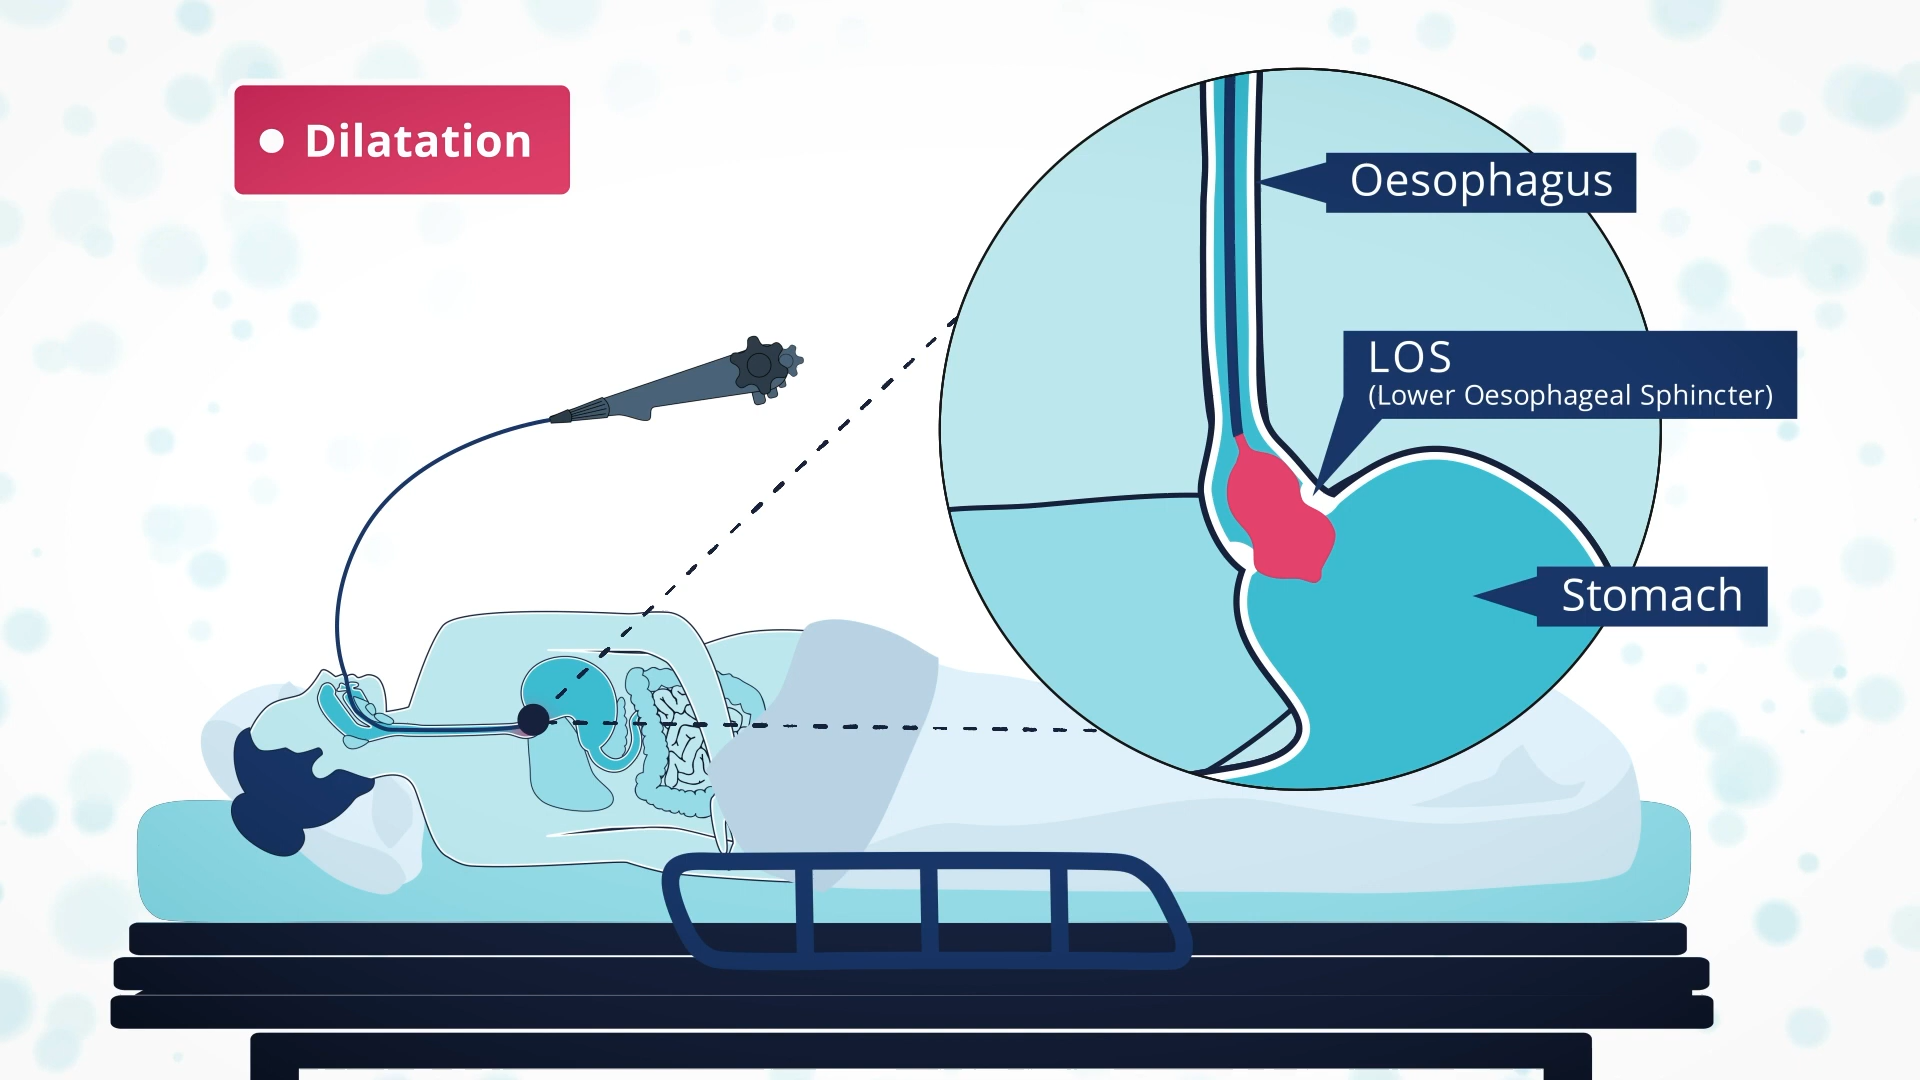 Dilatation
Oesophagus
LOS
(Lower Oesophageal Sphincter)
Stomach